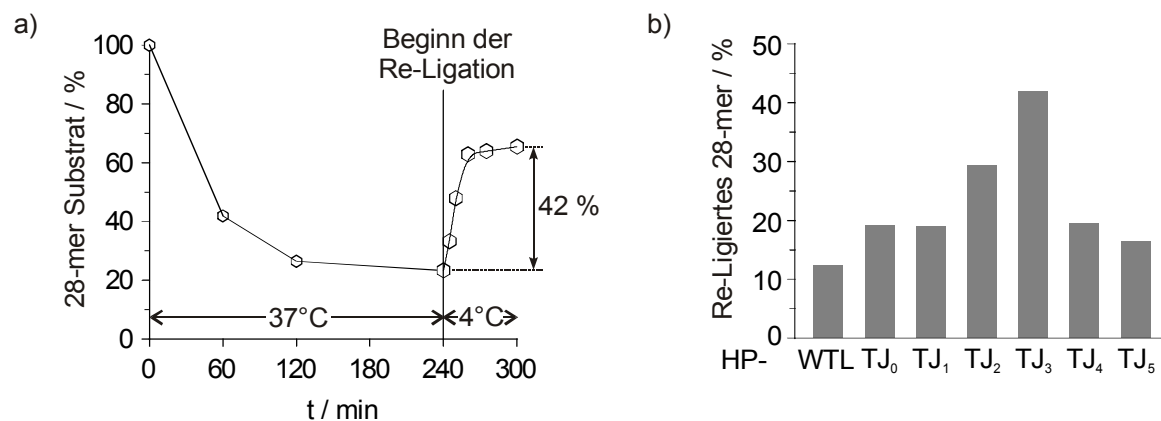 a)
28-mer Substrat / %
100
80
60
40
20
0
Beginn der
Re-Ligation
42 %
37°C
4°C
0 60 120 180 240 300
t / min
b)
Re-Ligiertes 28-mer / %
50
40
30
20
10
0
HP- WTL TJ₀ TJ₁ TJ₂ TJ₃ TJ₄ TJ₅